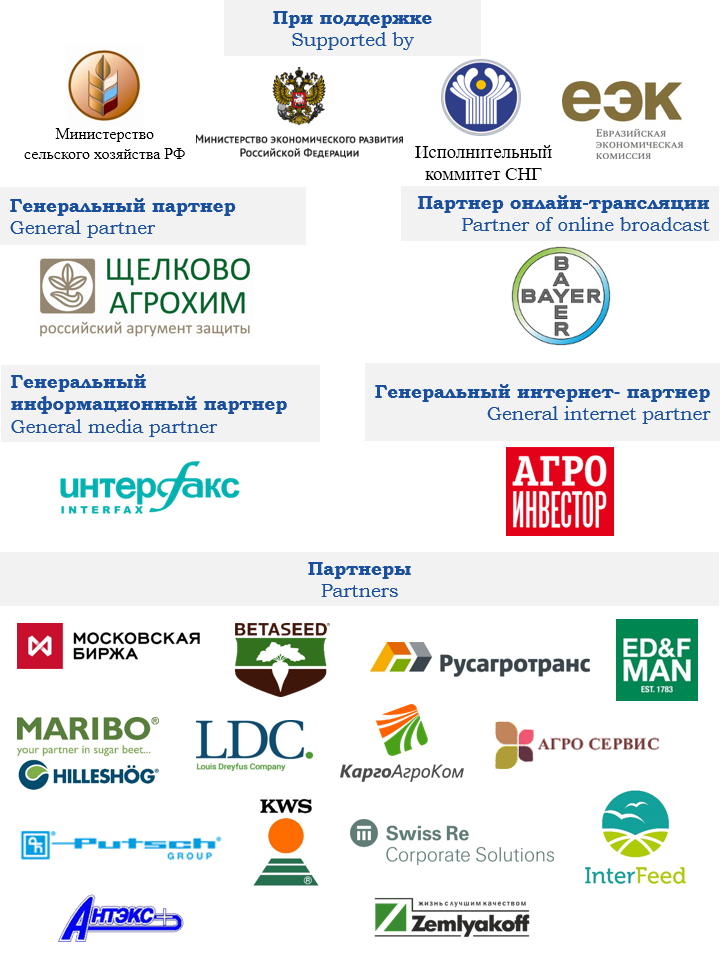 При поддержке
Supported by
Министерство
сельского хозяйства РФ
Министерство экономического развития
Российской Федерации
Исполнительный
коммитет СНГ
еэк
Евразийская
экономическая
комиссия
Генеральный партнер
General partner
Партнер онлайн-трансляции
Partner of online broadcast
ЩЕЛКОВО
АГРОХИМ
российский аргумент защиты
BAYER
BAYER
Генеральный
информационный партнер
General media partner
Генеральный интернет- партнер
General internet partner
интерфакс
INTERFAX
АГРО
ИНВЕСТОР
Партнеры
Partners
МОСКОВСКАЯ
БИРЖА
BETASEED®
Русагротранс
ED&F
MAN
EST. 1783
MARIBO®
your partner in sugar beet...
HILLESHÖG®
LDC.
Louis Dreyfus Company
КаргоАгроКом
АГРО СЕРВИС
Putsch®
GROUP
KWS
®
Swiss Re
Corporate Solutions
InterFeed
Антэкс
жизнь с лучшим качеством
Zemlyakoff